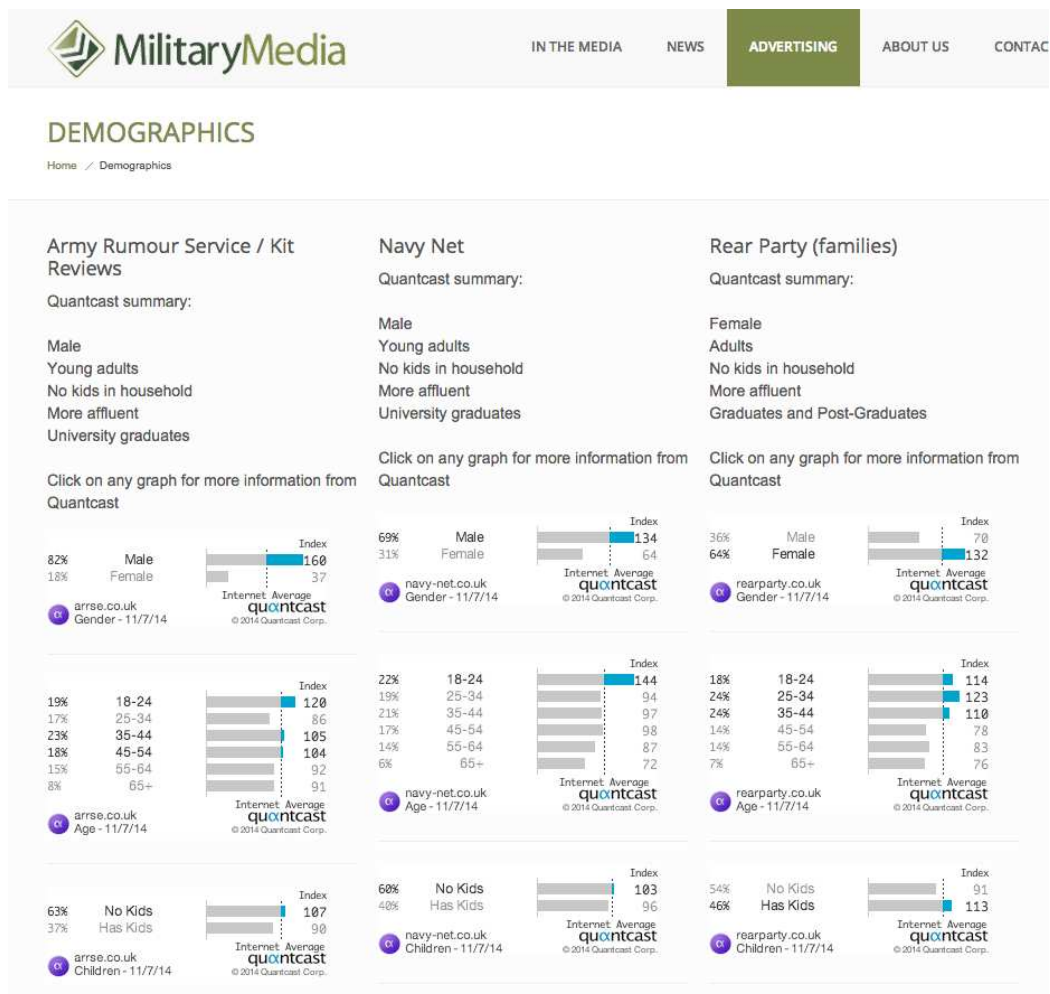 MilitaryMedia
IN THE MEDIA NEWS ADVERTISING ABOUT US CONTAC
DEMOGRAPHICS
Home / Demographics
Army Rumour Service / Kit
Reviews
Quantcast summary:
Male
Young adults
No kids in household
More affluent
University graduates
Click on any graph for more information from
Quantcast
Index
82% Male 160
18% Female 37
Internet Average
quantcast
© 2014 Quantcast Corp.
arrse.co.uk
Gender - 11/7/14
Index
19% 18-24 120
17% 25-34 86
23% 35-44 105
18% 45-54 104
15% 55-64 92
8% 65+ 91
Internet Average
quantcast
© 2014 Quantcast Corp.
arrse.co.uk
Age - 11/7/14
Index
63% No Kids 107
37% Has Kids 90
Internet Average
quantcast
© 2014 Quantcast Corp.
arrse.co.uk
Children - 11/7/14
Navy Net
Quantcast summary:
Male
Young adults
No kids in household
More affluent
University graduates
Click on any graph for more information from
Quantcast
Index
69% Male 134
31% Female 64
Internet Average
quantcast
© 2014 Quantcast Corp.
navy-net.co.uk
Gender - 11/7/14
Index
22% 18-24 144
19% 25-34 94
21% 35-44 97
17% 45-54 98
14% 55-64 87
6% 65+ 72
Internet Average
quantcast
© 2014 Quantcast Corp.
navy-net.co.uk
Age - 11/7/14
Index
60% No Kids 103
40% Has Kids 96
Internet Average
quantcast
© 2014 Quantcast Corp.
navy-net.co.uk
Children - 11/7/14
Rear Party (families)
Quantcast summary:
Female
Adults
No kids in household
More affluent
Graduates and Post-Graduates
Click on any graph for more information from
Quantcast
Index
36% Male 70
64% Female 132
Internet Average
quantcast
© 2014 Quantcast Corp.
rearparty.co.uk
Gender - 11/7/14
Index
18% 18-24 114
24% 25-34 123
24% 35-44 110
14% 45-54 78
14% 55-64 83
7% 65+ 76
Internet Average
quantcast
© 2014 Quantcast Corp.
rearparty.co.uk
Age - 11/7/14
Index
54% No Kids 91
46% Has Kids 113
Internet Average
quantcast
© 2014 Quantcast Corp.
rearparty.co.uk
Children - 11/7/14